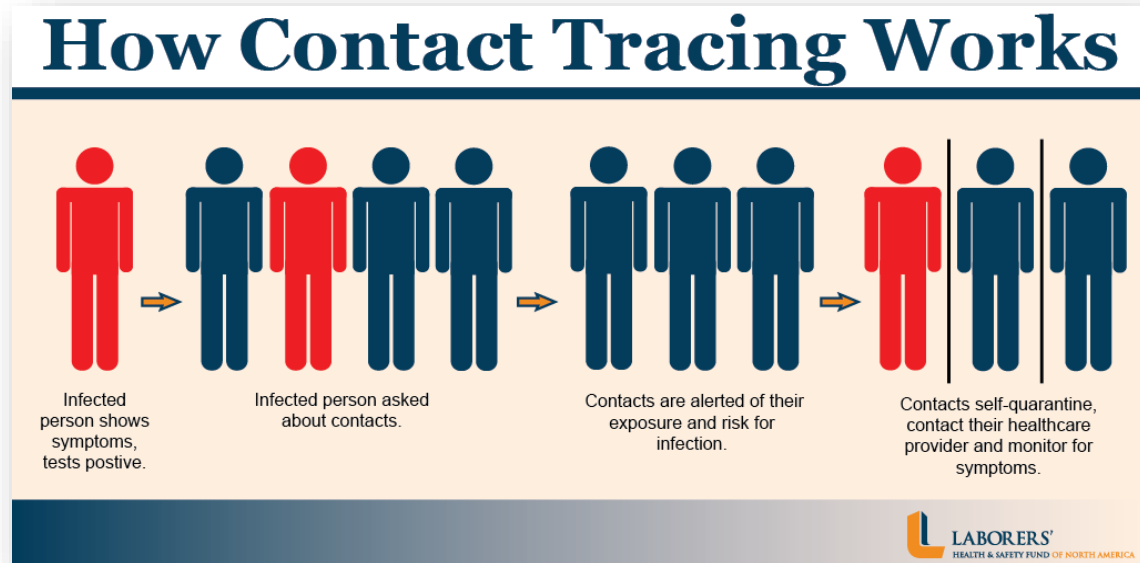 How Contact Tracing Works
Infected
person shows
symptoms,
tests postive.
Infected person asked
about contacts.
Contacts are alerted of their
exposure and risk for
infection.
Contacts self-quarantine,
contact their healthcare
provider and monitor for
symptoms.
LABORERS'
HEALTH & SAFETY FUND OF NORTH AMERICA